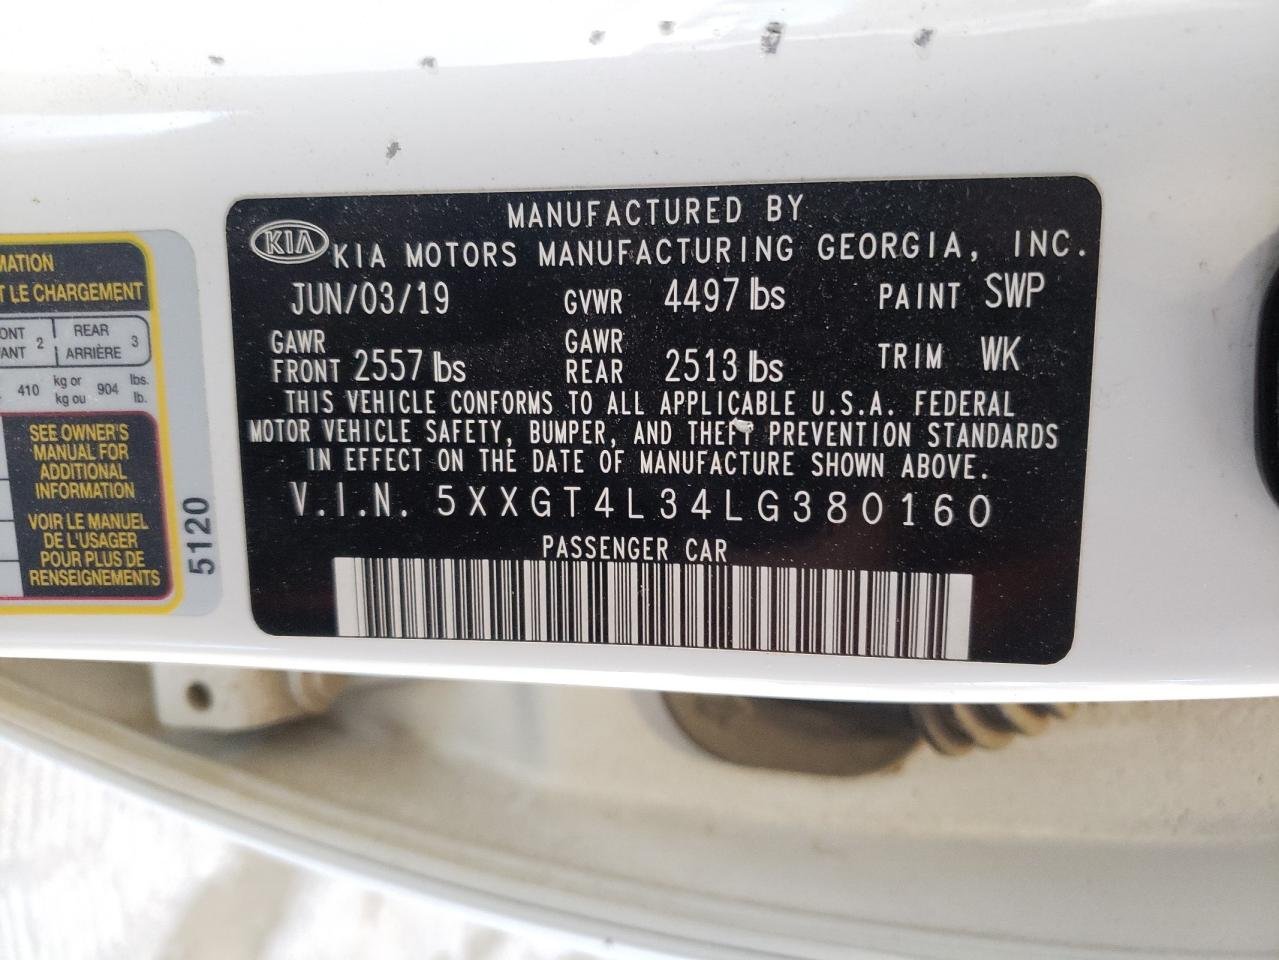 MATION
T LE CHARGEMENT
ONT 2 REAR 3
ANT ARRIÈRE
410 kg or 904 lbs.
kg ou lb.
SEE OWNER'S
MANUAL FOR
ADDITIONAL
INFORMATION
VOIR LE MANUEL
DE L'USAGER
POUR PLUS DE
RENSEIGNEMENTS
5120
MANUFACTURED BY
KIA KIA MOTORS MANUFACTURING GEORGIA, INC.
JUN/03/19 GVWR 4497 lbs PAINT SWP
GAWR FRONT 2557 lbs GAWR REAR 2513 lbs TRIM WK
THIS VEHICLE CONFORMS TO ALL APPLICABLE U.S.A. FEDERAL
MOTOR VEHICLE SAFETY, BUMPER, AND THEFT PREVENTION STANDARDS
IN EFFECT ON THE DATE OF MANUFACTURE SHOWN ABOVE.
V.I.N. 5XXGT4L34LG380160
PASSENGER CAR